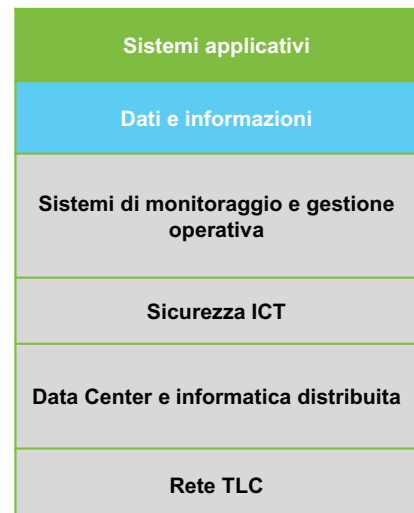 Sistemi applicativi
Dati e informazioni
Sistemi di monitoraggio e gestione
operativa
Sicurezza ICT
Data Center e informatica distribuita
Rete TLC